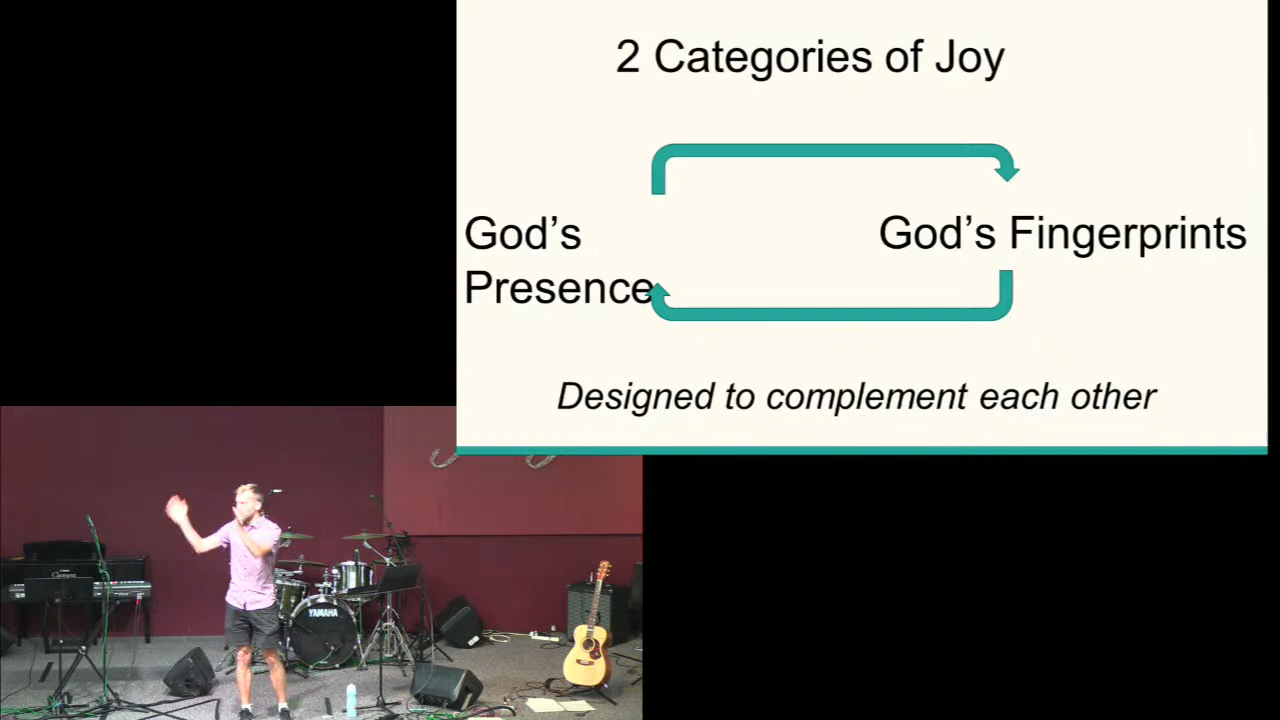 2 Categories of Joy
God's
Presence
God's Fingerprints
Designed to complement each other
YAMAHA